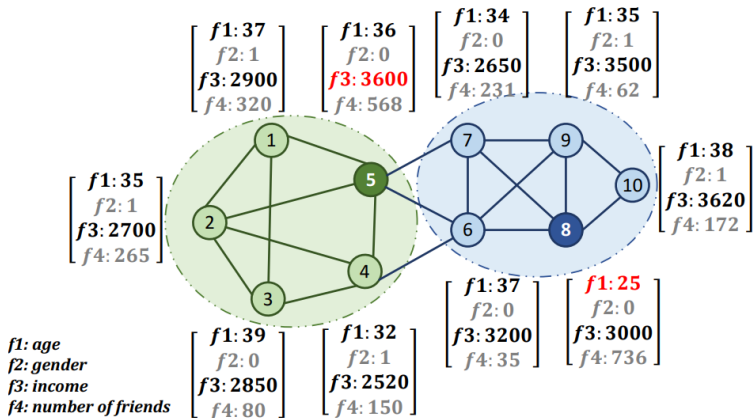 f1: 37
f2: 1
f3: 2900
f4: 320
f1: 36
f2: 0
f3: 3600
f4: 568
f1: 34
f2: 0
f3: 2650
f4: 231
f1: 35
f2: 1
f3: 3500
f4: 62
1
7
9
5
10
f1: 38
f2: 1
f3: 3620
f4: 172
f1: 35
f2: 1
f3: 2700
f4: 265
2
6
8
4
3
f1: 39
f2: 0
f3: 2850
f4: 80
f1: 32
f2: 1
f3: 2520
f4: 150
f1: 37
f2: 0
f3: 3200
f4: 35
f1: 25
f2: 0
f3: 3000
f4: 736
f1: age
f2: gender
f3: income
f4: number of friends